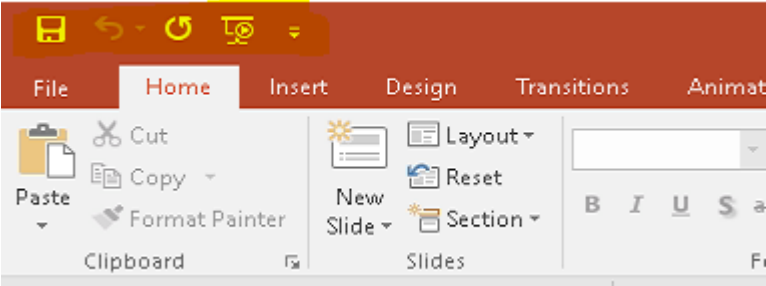 File Home Insert Design Transitions Animat
Cut
Copy
Format Painter
Paste
Clipboard
New
Slide
Layout
Reset
Section
Slides
B I U S a
F